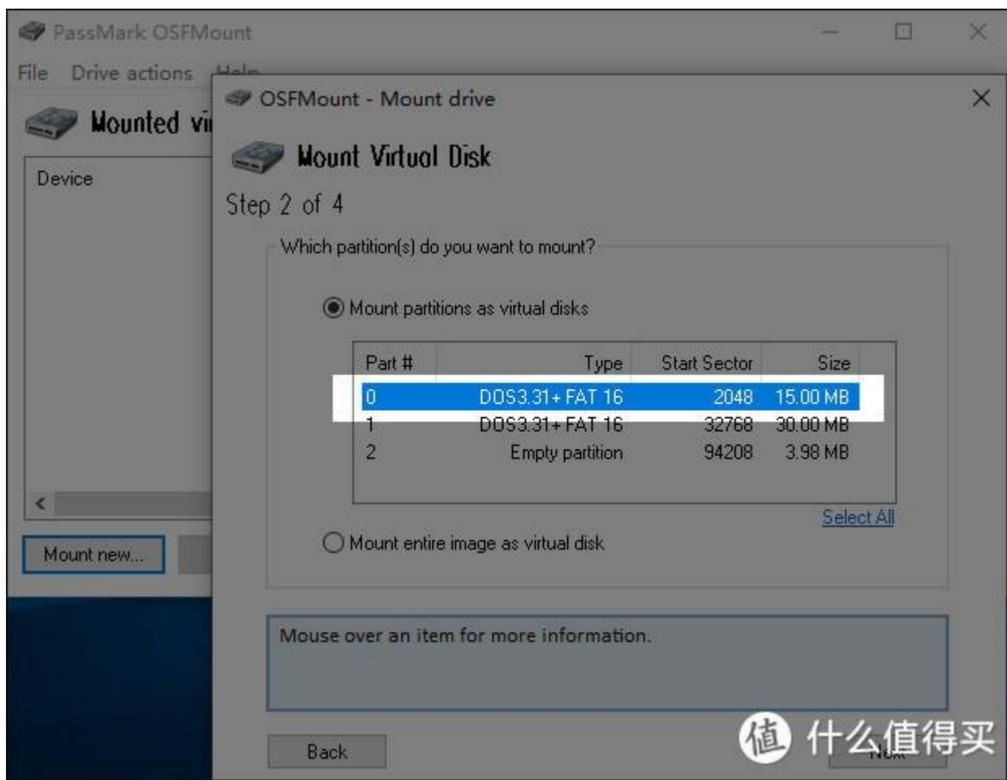 PassMark OSFMount
File Drive actions Help
Mounted vi
Device
OSFMount - Mount drive
Mount Virtual Disk
Step 2 of 4
Which partition(s) do you want to mount?
Mount partitions as virtual disks
Part # Type Start Sector Size
0 DOS3.31+ FAT 16 2048 15.00 MB
1 DOS3.31+ FAT 16 32768 30.00 MB
2 Empty partition 94208 3.98 MB
Select All
Mount entire image as virtual disk
Mount new...
Mouse over an item for more information.
Back
Next
值 什么值得买